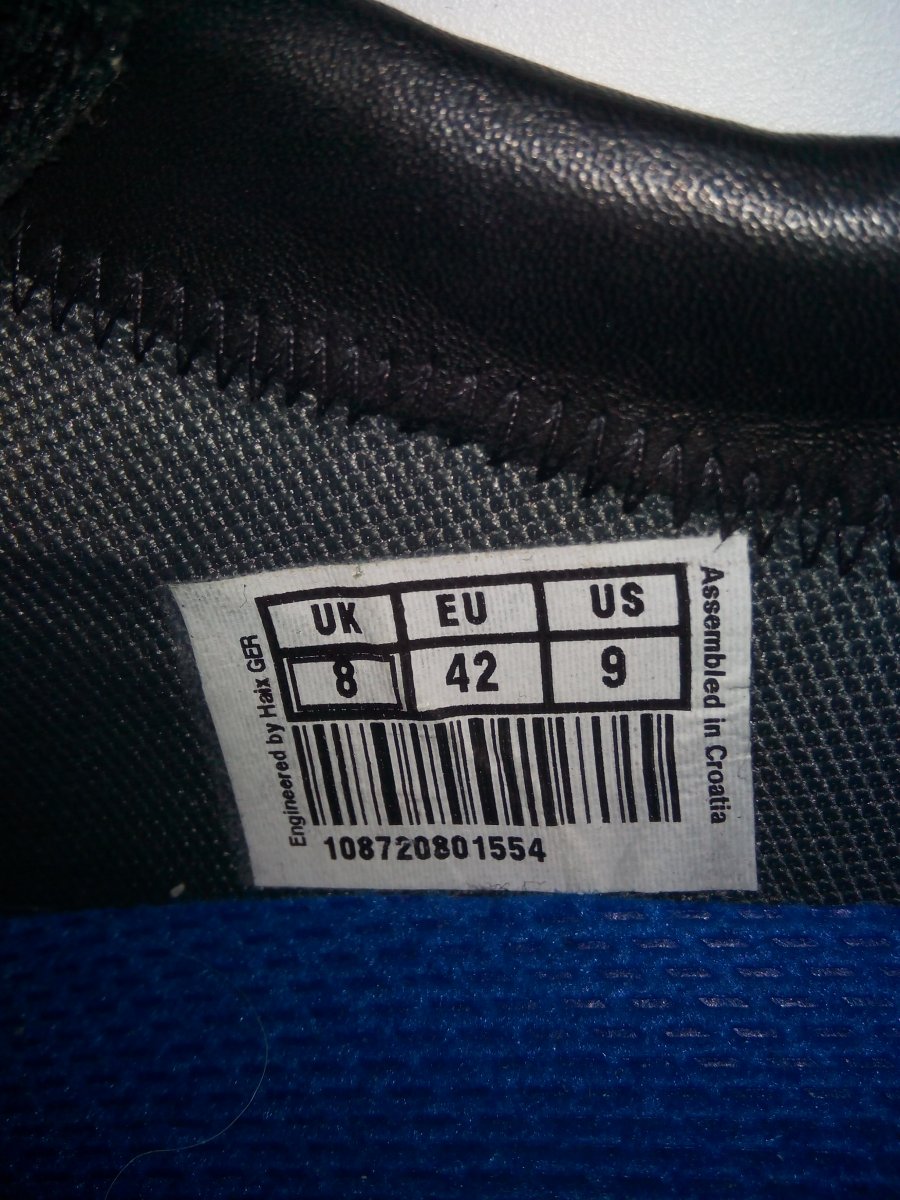 UK EU US
8 42 9
Engineered by Haix GER
Assembled in Croatia
108720801554